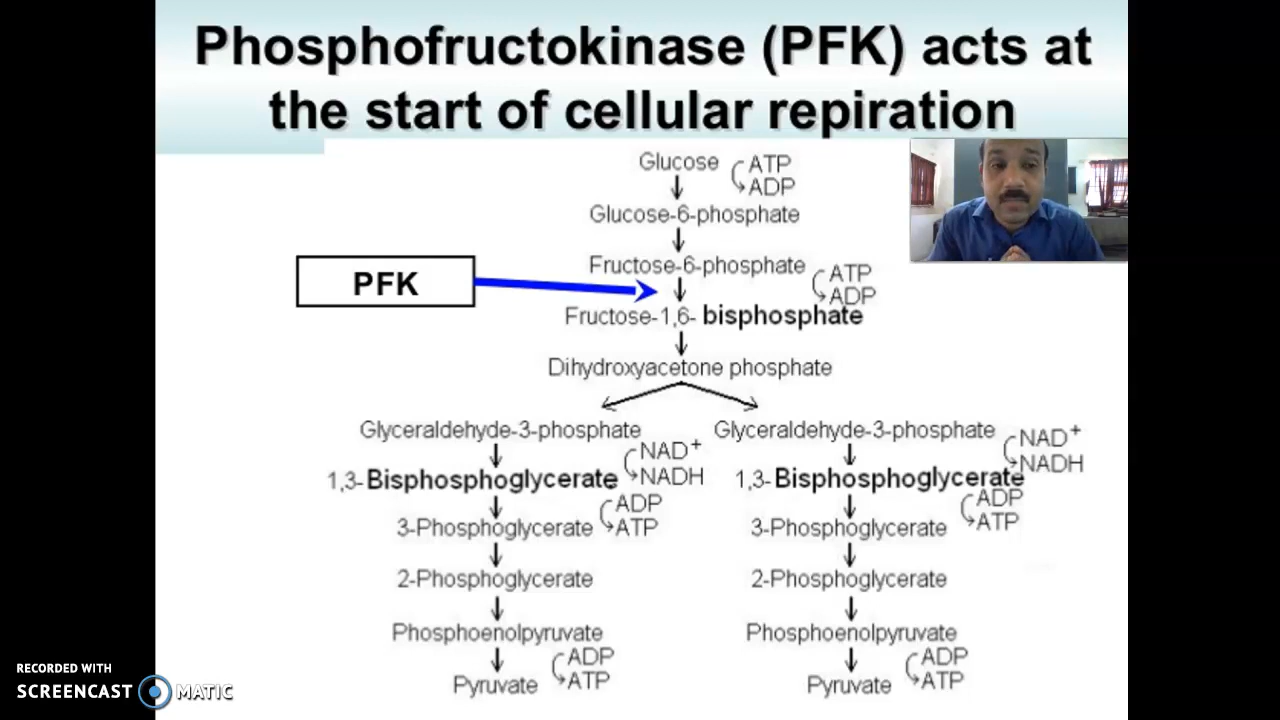 Phosphofructokinase (PFK) acts at
the start of cellular repiration
Glucose
ATP
ADP
Glucose-6-phosphate
Fructose-6-phosphate
ATP
ADP
PFK
Fructose-1,6- bisphosphate
Dihydroxyacetone phosphate
Glyceraldehyde-3-phosphate
NAD+
NADH
1,3-Bisphosphoglycerate
ADP
ATP
3-Phosphoglycerate
2-Phosphoglycerate
Phosphoenolpyruvate
ADP
ATP
Pyruvate
Glyceraldehyde-3-phosphate
NAD+
NADH
1,3-Bisphosphoglycerate
ADP
ATP
3-Phosphoglycerate
2-Phosphoglycerate
Phosphoenolpyruvate
ADP
ATP
Pyruvate
RECORDED WITH
SCREENCAST MATIC